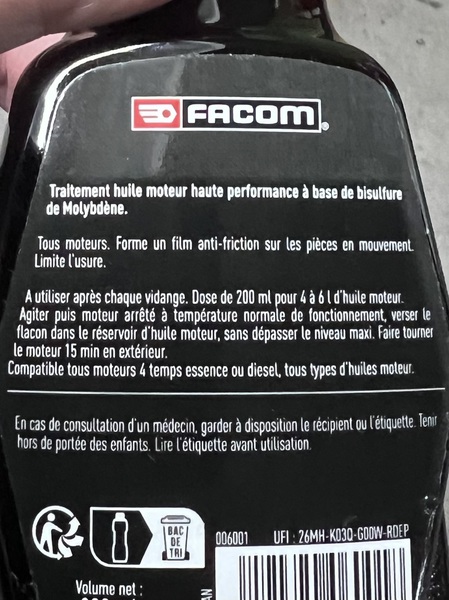 FACOM®
Traitement huile moteur haute performance à base de bisulfure
de Molybdène.
Tous moteurs. Forme un film anti-friction sur les pièces en mouvement.
Limite l'usure.
A utiliser après chaque vidange. Dose de 200 ml pour 4 à 6 l d'huile moteur.
Agiter puis moteur arrêté à température normale de fonctionnement, verser le
flacon dans le réservoir d'huile moteur, sans dépasser le niveau maxi. Faire tourner
le moteur 15 min en extérieur.
Compatible tous moteurs 4 temps essence ou diesel, tous types d'huiles moteur.
En cas de consultation d'un médecin, garder à disposition le récipient ou l'étiquette. Tenir
hors de portée des enfants. Lire l'étiquette avant utilisation.
BAC
DE
TRI
006001 UFI : 26MH-K03Q-G00W-RDEP
Volume net :